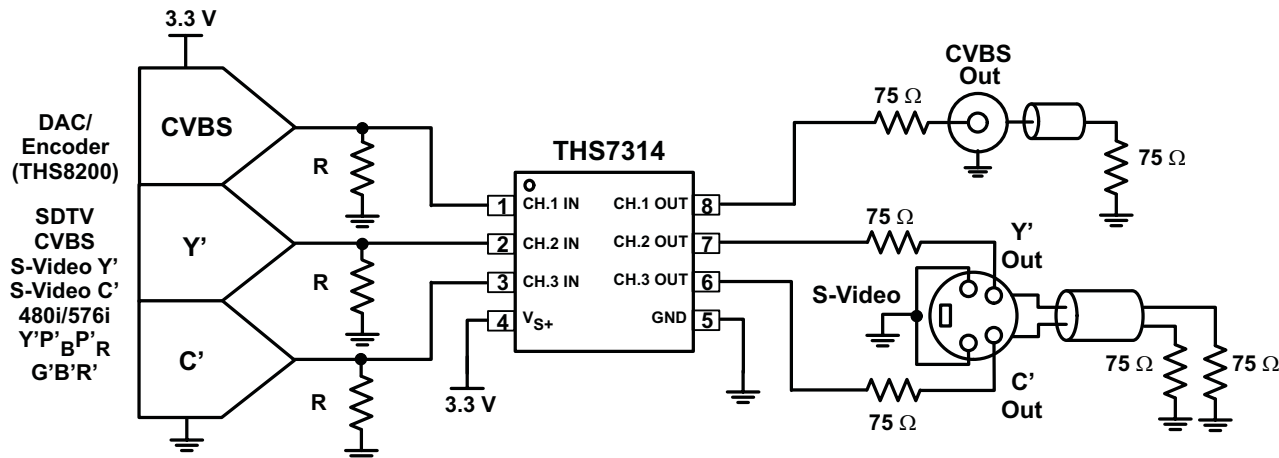 3.3 V
DAC/
Encoder
(THS8200)
SDTV
CVBS
S-Video Y'
S-Video C'
480i/576i
Y'P'BP'R
G'B'R'
CVBS
Y'
C'
R
R
R
3.3 V
THS7314
1 CH.1 IN
2 CH.2 IN
3 CH.3 IN
4 VS+
CH.1 OUT 8
CH.2 OUT 7
CH.3 OUT 6
GND 5
75 Ω
CVBS
Out
75 Ω
75 Ω
Y'
Out
S-Video
75 Ω
C'
Out
75 Ω
75 Ω